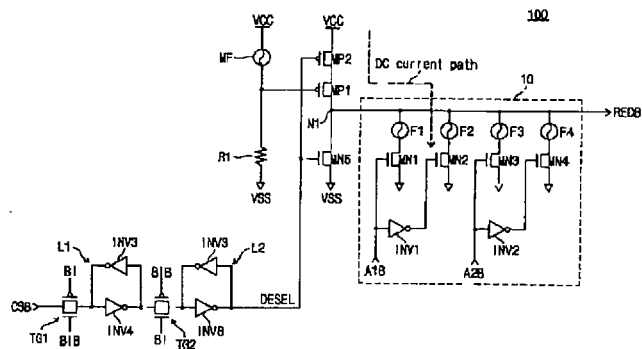 100
VCC
VCC
MF
MP2
DC current path
MP1
10
N1
REDB
F1
F2
F3
F4
R1
MN5
MN1
MN2
MN3
MN4
VSS
VSS
INV1
INV2
L1
INV3
INV3
L2
BI
BIB
A1B
A2B
CSB
DESEL
TG1
BIB
INV4
BI
TG2
INV8